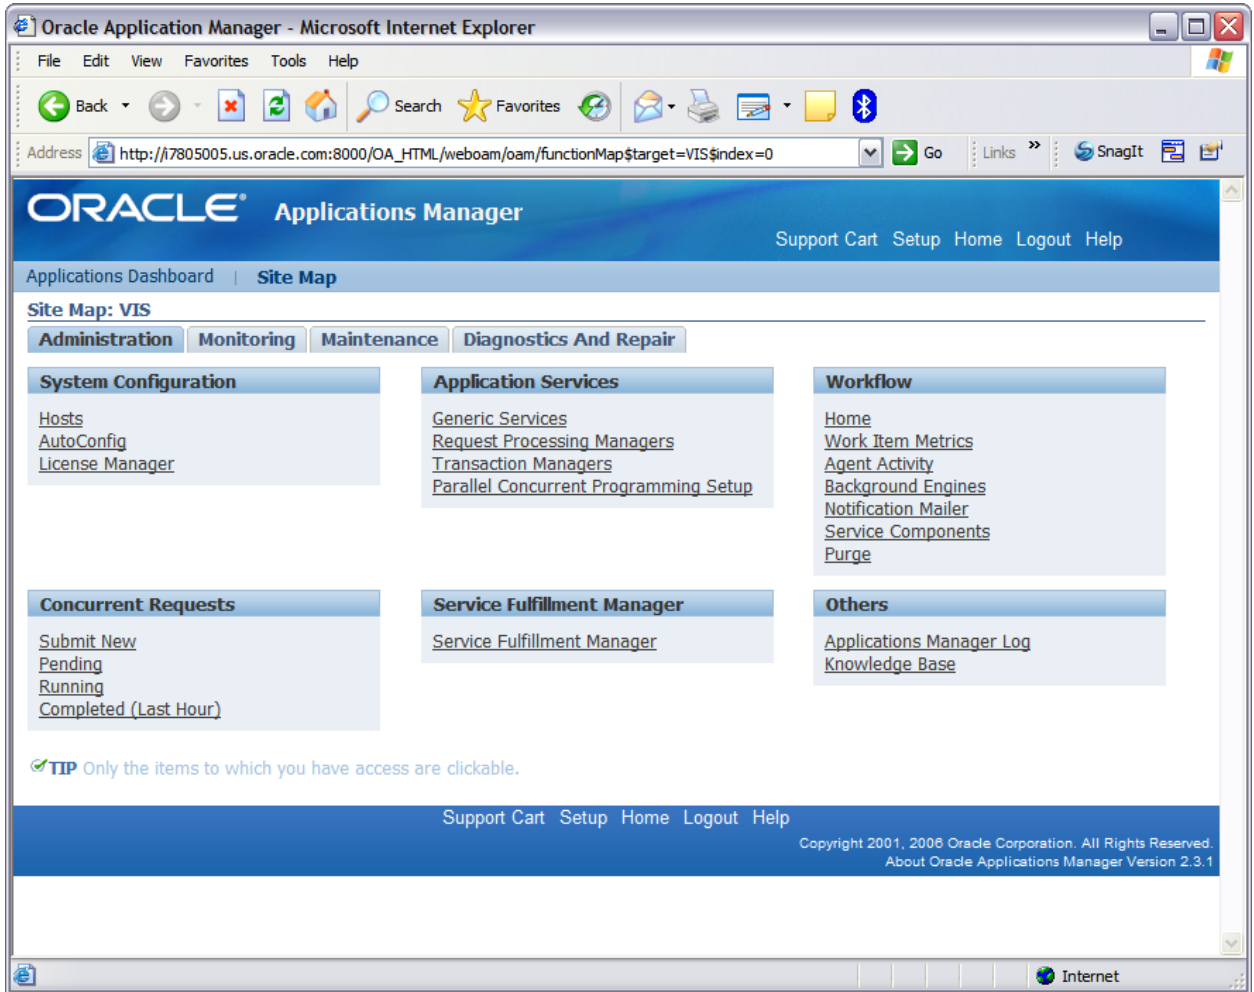 Oracle Application Manager - Microsoft Internet Explorer
File Edit View Favorites Tools Help
Back Search Favorites
Address http://i7805005.us.oracle.com:8000/OA_HTML/weboam/oam/functionMap$target=VIS$index=0 Go Links » SnagIt
ORACLE® Applications Manager
Support Cart Setup Home Logout Help
Applications Dashboard | Site Map
Site Map: VIS
Administration Monitoring Maintenance Diagnostics And Repair
System Configuration
Hosts
AutoConfig
License Manager
Application Services
Generic Services
Request Processing Managers
Transaction Managers
Parallel Concurrent Programming Setup
Workflow
Home
Work Item Metrics
Agent Activity
Background Engines
Notification Mailer
Service Components
Purge
Concurrent Requests
Submit New
Pending
Running
Completed (Last Hour)
Service Fulfillment Manager
Service Fulfillment Manager
Others
Applications Manager Log
Knowledge Base
TIP Only the items to which you have access are clickable.
Support Cart Setup Home Logout Help
Copyright 2001, 2006 Oracle Corporation. All Rights Reserved.
About Oracle Applications Manager Version 2.3.1
Internet